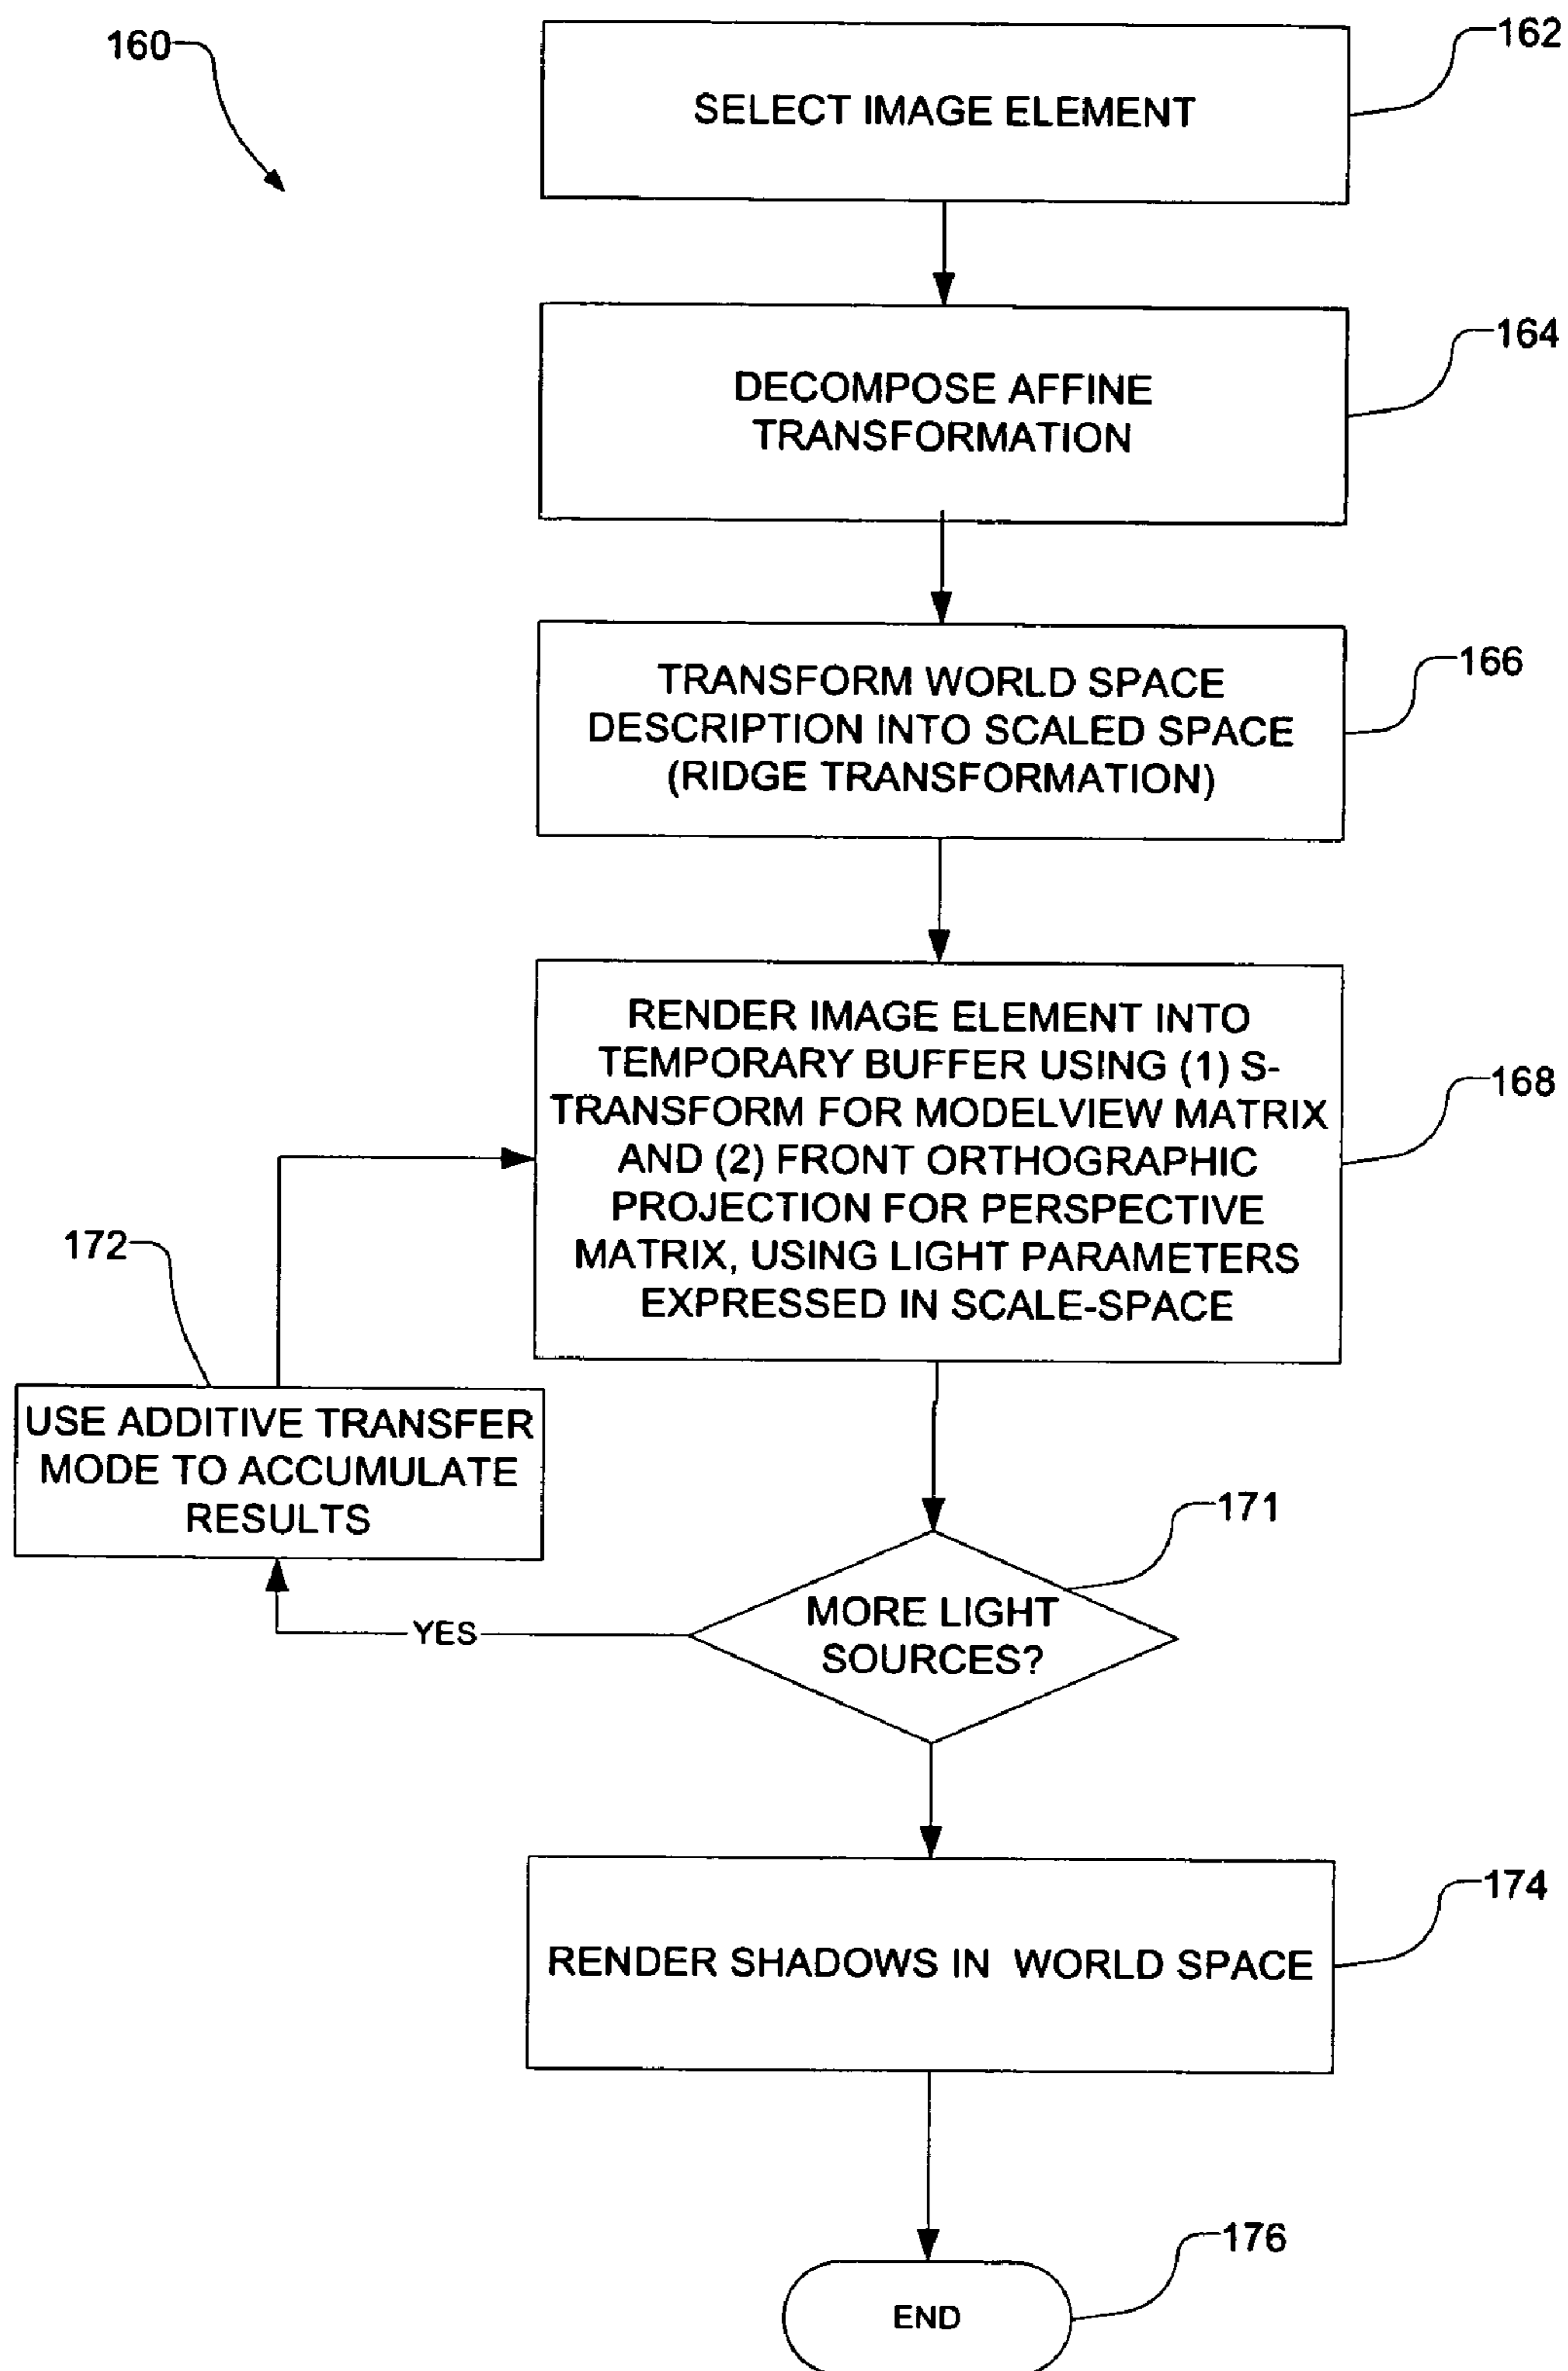 160
162
SELECT IMAGE ELEMENT
164
DECOMPOSE AFFINE
TRANSFORMATION
166
TRANSFORM WORLD SPACE
DESCRIPTION INTO SCALED SPACE
(RIDGE TRANSFORMATION)
168
RENDER IMAGE ELEMENT INTO
TEMPORARY BUFFER USING (1) S-
TRANSFORM FOR MODELVIEW MATRIX
AND (2) FRONT ORTHOGRAPHIC
PROJECTION FOR PERSPECTIVE
MATRIX, USING LIGHT PARAMETERS
EXPRESSED IN SCALE-SPACE
172
USE ADDITIVE TRANSFER
MODE TO ACCUMULATE
RESULTS
171
MORE LIGHT
SOURCES?
YES
174
RENDER SHADOWS IN WORLD SPACE
176
END